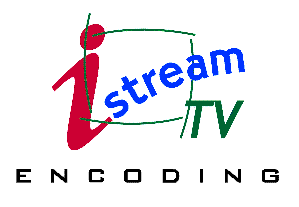 istream
TV
ENCODING